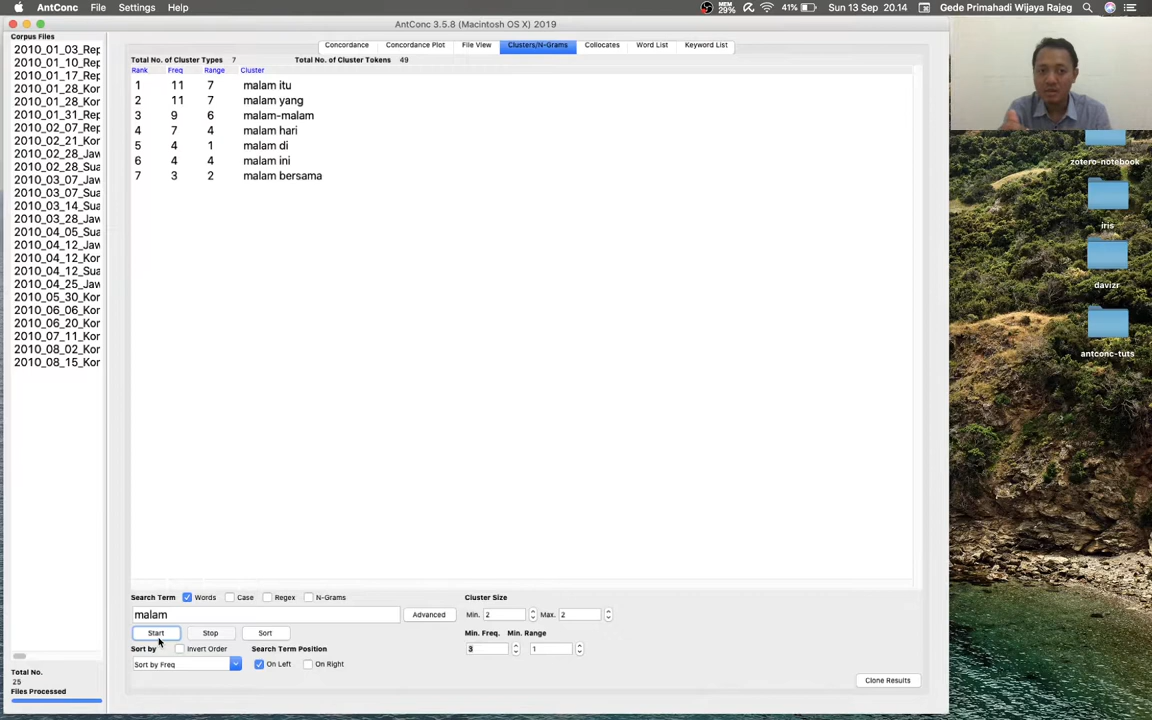 AntConc File Edit Settings Help MEM 29% 41% Sun 13 Sep 20.14 Gede Primahadi Wijaya Rajeg
AntConc 3.5.8 (Macintosh OS X) 2019
Corpus Files
2010_01_03_Rep
2010_01_10_Rep
2010_01_17_Rep
2010_01_28_Kor
2010_01_28_Kor
2010_01_31_Rep
2010_02_07_Rep
2010_02_21_Kor
2010_02_28_Jaw
2010_02_28_Sua
2010_03_07_Jaw
2010_03_07_Sua
2010_03_14_Sua
2010_03_28_Jaw
2010_04_05_Sua
2010_04_12_Jaw
2010_04_12_Kor
2010_04_12_Sua
2010_04_25_Jaw
2010_05_30_Kor
2010_06_06_Kor
2010_06_20_Kor
2010_07_11_Kor
2010_08_02_Kor
2010_08_15_Kor
Total No.
25
Files Processed
Concordance Concordance Plot File View Clusters/N-Grams Collocates Word List Keyword List
Total No. of Cluster Types 7 Total No. of Cluster Tokens 49
Rank Freq Range Cluster
1 11 7 malam itu
2 11 7 malam yang
3 9 6 malam-malam
4 7 4 malam hari
5 4 1 malam di
6 4 4 malam ini
7 3 2 malam bersama
Search Term Words Case Regex N-Grams
malam Advanced
Start Stop Sort
Sort by Invert Order Search Term Position
Sort by Freq On Left On Right
Cluster Size
Min. 2 Max. 2
Min. Freq. Min. Range
3 1
Clone Results
zotero-notebook
iris
davizr
antconc-tuts